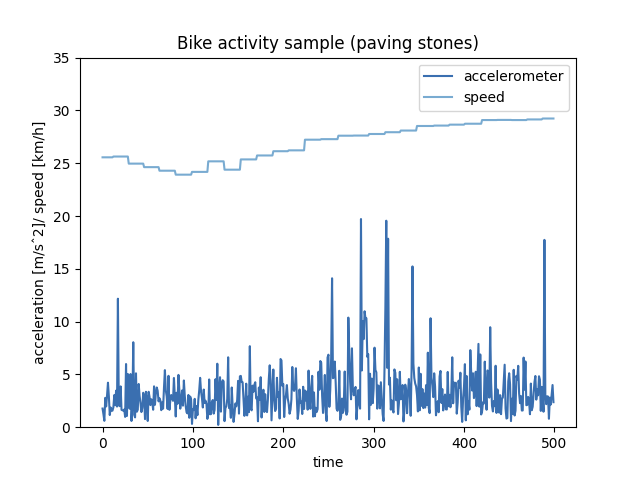 Bike activity sample (paving stones)
accelerometer
speed
35
30
25
20
15
10
5
0
acceleration [m/sˆ2]/ speed [km/h]
0 100 200 300 400 500
time